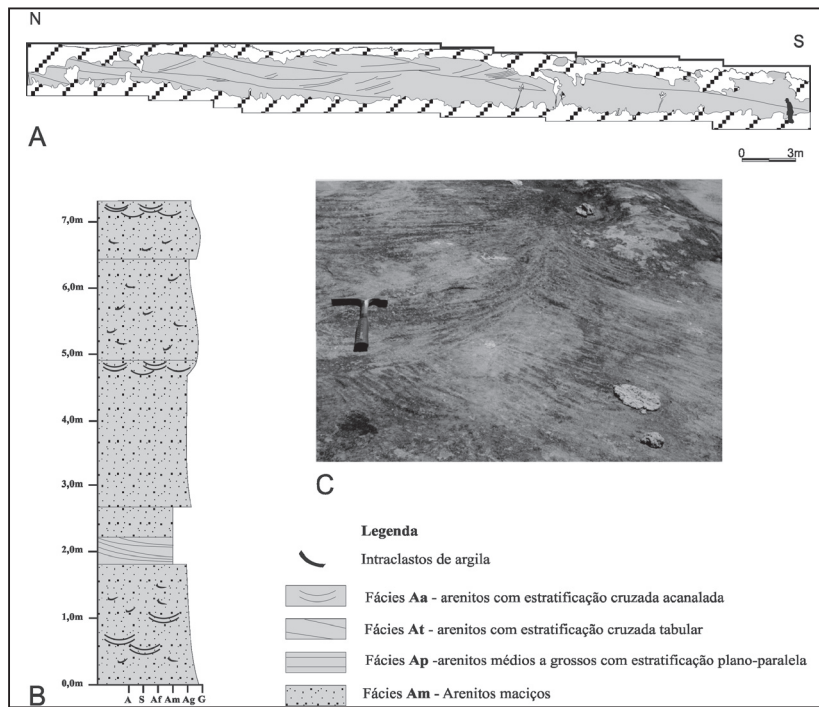 N
S
A
0 3m
7,0m
6,0m
5,0m
4,0m
3,0m
2,0m
1,0m
0,0m
A S Af Am Ag G
B
C
Legenda
Intraclastos de argila
Fácies Aa - arenitos com estratificação cruzada acanalada
Fácies At - arenitos com estratificação cruzada tabular
Fácies Ap -arenitos médios a grossos com estratificação plano-paralela
Fácies Am - Arenitos maciços